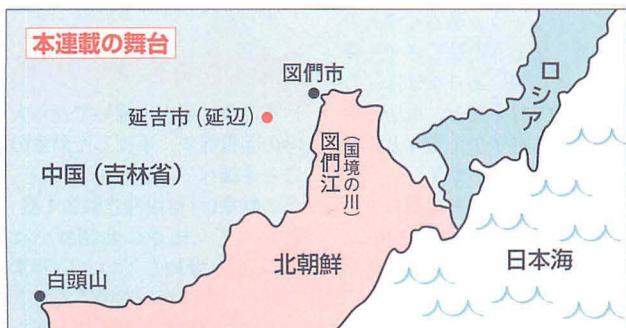 本連載の舞台
図們市
延吉市（延辺）
中国（吉林省）
白頭山
図們江
（国境の川）
北朝鮮
ロシア
日本海